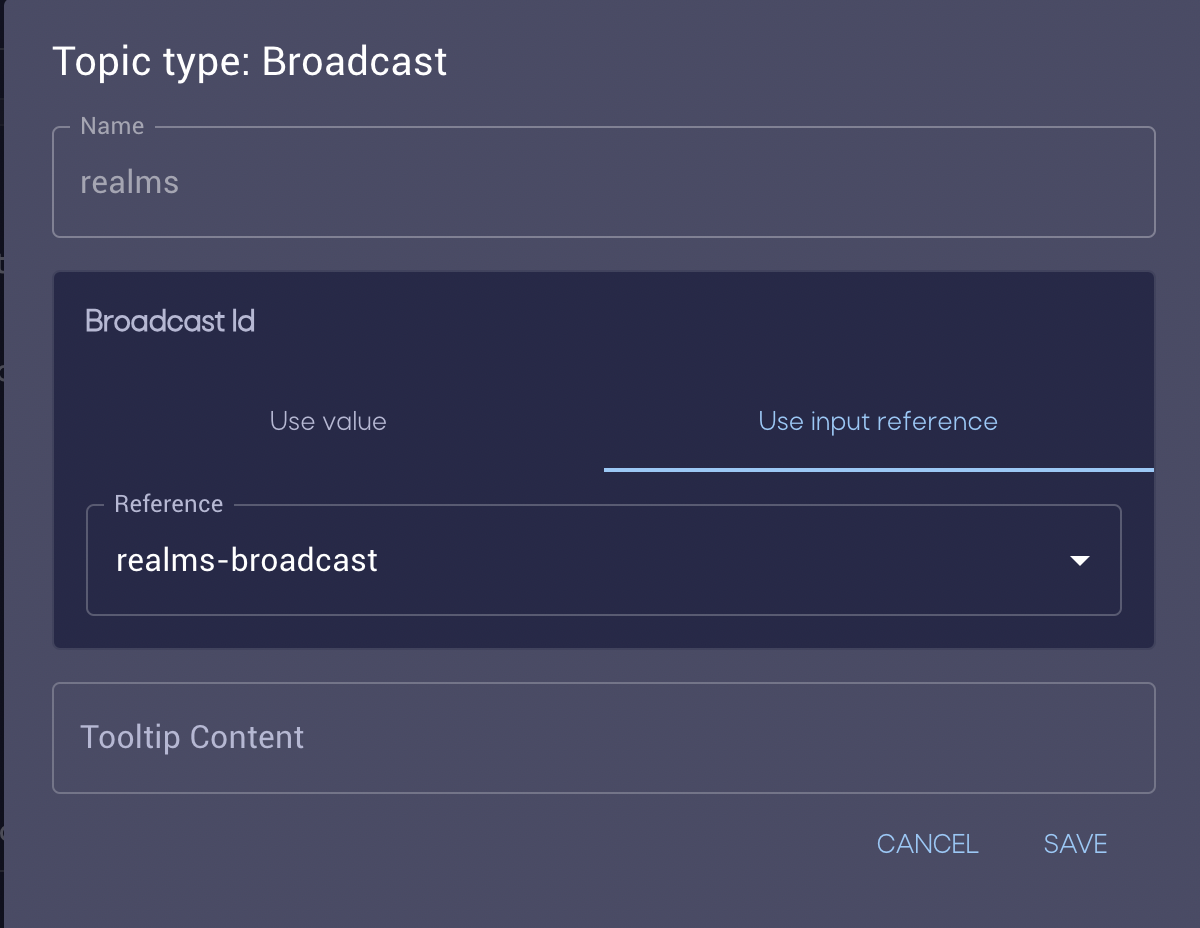 Topic type: Broadcast
Name
realms
Broadcast Id
Use value
Use input reference
Reference
realms-broadcast
Tooltip Content
CANCEL
SAVE